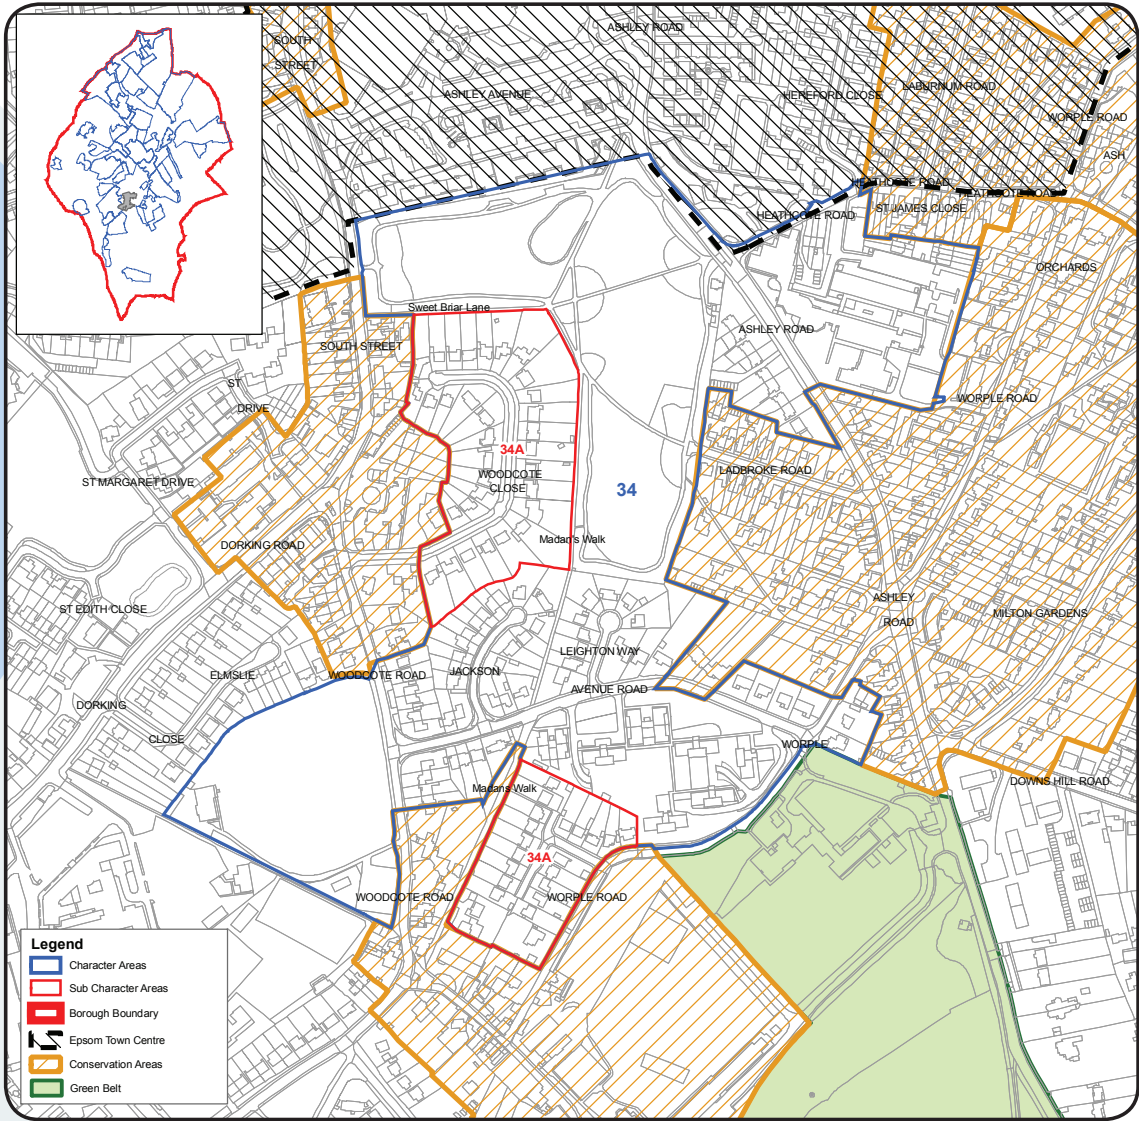 ASHLEY ROAD
SOUTH
STREET
ASHLEY AVENUE
HEREFORD CLOSE
LABURNUM ROAD
WORPLE ROAD
ASH
HEATHCOTE ROAD
HEATHCOTE ROAD
HEATHCOTE ROAD
ST JAMES CLOSE
ORCHARDS
Sweet Briar Lane
ASHLEY ROAD
SOUTH STREET
ST
DRIVE
WORPLE ROAD
34A
WOODCOTE
CLOSE
LADBROKE ROAD
ST MARGARET DRIVE
34
Madan's Walk
DORKING ROAD
ASHLEY
ROAD
ST EDITH CLOSE
MILTON GARDENS
LEIGHTON WAY
ELMSLIE
WOODCOTE ROAD
JACKSON
AVENUE ROAD
DORKING
CLOSE
WORPLE
DOWNS HILL ROAD
Madans Walk
34A
WOODCOTE ROAD
WORPLE ROAD
Legend
Character Areas
Sub Character Areas
Borough Boundary
Epsom Town Centre
Conservation Areas
Green Belt